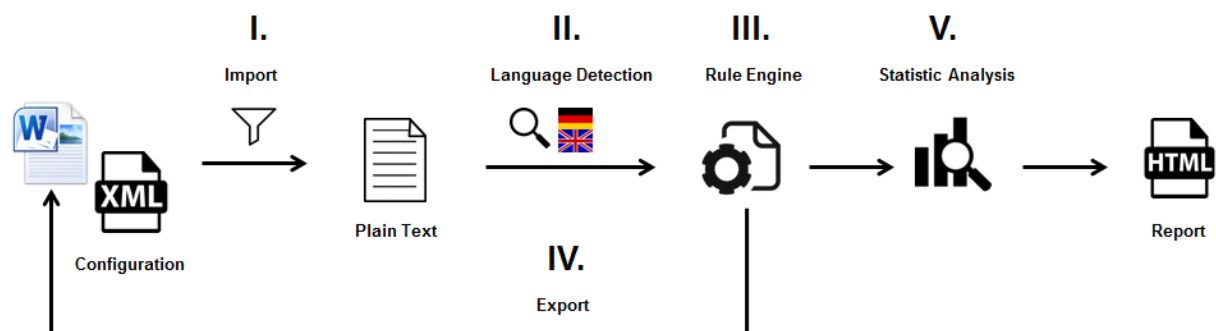 I.
Import
II.
Language Detection
III.
Rule Engine
V.
Statistic Analysis
W
XML
Configuration
Plain Text
HTML
Report
IV.
Export